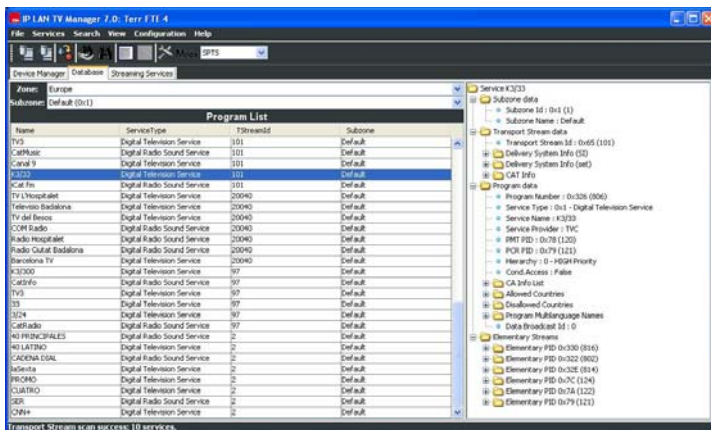 IP LAN TV Manager 7.0: Terr FTE 4
File Services Search View Configuration Help
Mode: SPTS
Device Manager Database Streaming Services
Zone: Europe
Subzone: Default (0x1)
Program List
Name ServiceType TStreamId Subzone
TV3 Digital Television Service 101 Default
CatMusic Digital Radio Sound Service 101 Default
Canal 9 Digital Television Service 101 Default
K3/33 Digital Television Service 101 Default
iCat fm Digital Radio Sound Service 101 Default
TV L'Hospitalet Digital Television Service 20040 Default
Televisio Badalona Digital Television Service 20040 Default
TV del Besos Digital Television Service 20040 Default
COM Radio Digital Radio Sound Service 20040 Default
Radio Hospitalet Digital Radio Sound Service 20040 Default
Radio Ciutat Badalona Digital Radio Sound Service 20040 Default
Barcelona TV Digital Television Service 20040 Default
K3/300 Digital Television Service 97 Default
CatInfo Digital Radio Sound Service 97 Default
TV3 Digital Television Service 97 Default
33 Digital Television Service 97 Default
3/24 Digital Television Service 97 Default
CatRadio Digital Radio Sound Service 97 Default
40 PRINCIPALES Digital Radio Sound Service 2 Default
40 LATINO Digital Television Service 2 Default
CADENA DIAL Digital Radio Sound Service 2 Default
laSexta Digital Television Service 2 Default
PROMO Digital Television Service 2 Default
CUATRO Digital Television Service 2 Default
SER Digital Radio Sound Service 2 Default
CNN+ Digital Television Service 2 Default
Transport Stream scan success: 10 services.
Service K3/33
Subzone data
Subzone Id : 0x1 (1)
Subzone Name : Default
Transport Stream data
Transport Stream Id : 0x65 (101)
Delivery System Info (SI)
Delivery System Info (set)
CAT Info
Program data
Program Number : 0x326 (806)
Service Type : 0x1 - Digital Television Service
Service Name : K3/33
Service Provider : TVC
PMT PID : 0x78 (120)
PCR PID : 0x79 (121)
Hierarchy : 0 - HIGH Priority
Cond.Access : False
CA Info List
Allowed Countries
Disallowed Countries
Program Multilanguage Names
Data Broadcast Id : 0
Elementary Streams
Elementary PID 0x330 (816)
Elementary PID 0x322 (802)
Elementary PID 0x32E (814)
Elementary PID 0x7C (124)
Elementary PID 0x7A (122)
Elementary PID 0x79 (121)